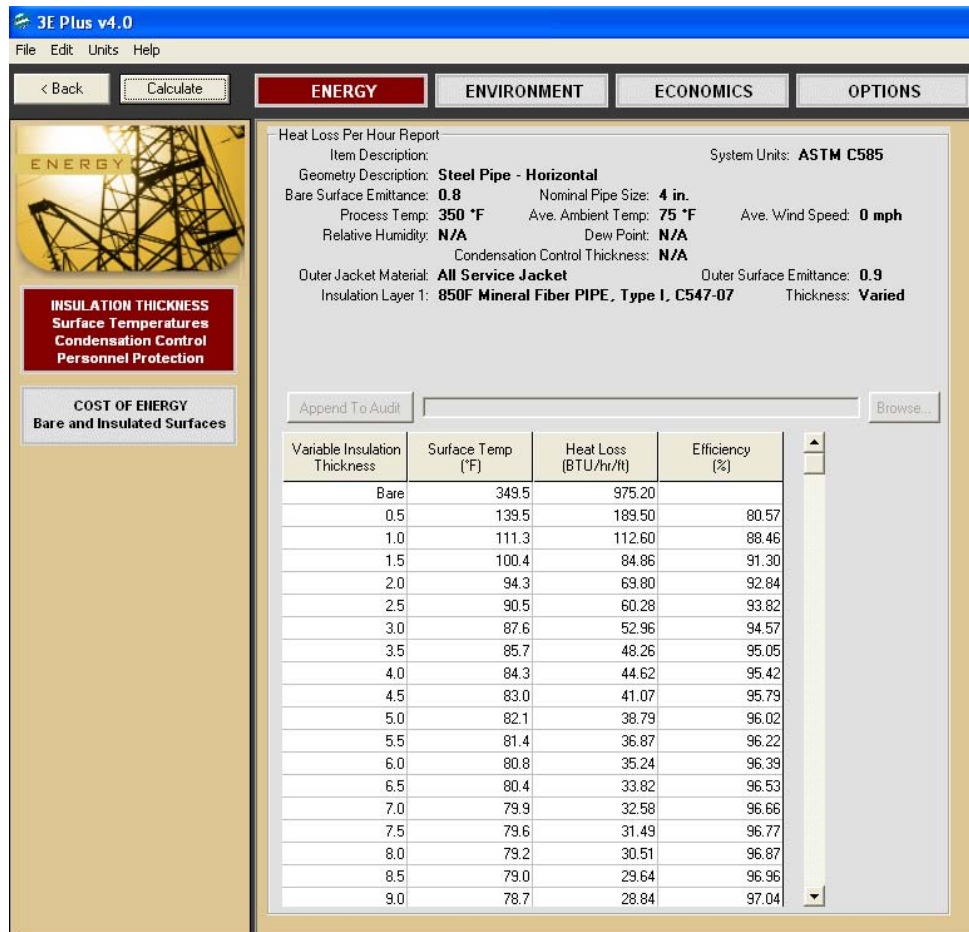 3E Plus v4.0
File Edit Units Help
< Back Calculate ENERGY ENVIRONMENT ECONOMICS OPTIONS
ENERGY
INSULATION THICKNESS
Surface Temperatures
Condensation Control
Personnel Protection
COST OF ENERGY
Bare and Insulated Surfaces
Heat Loss Per Hour Report
Item Description: System Units: ASTM C585
Geometry Description: Steel Pipe - Horizontal
Bare Surface Emittance: 0.8 Nominal Pipe Size: 4 in.
Process Temp: 350 *F Ave. Ambient Temp: 75 *F Ave. Wind Speed: 0 mph
Relative Humidity: N/A Dew Point: N/A
Condensation Control Thickness: N/A
Outer Jacket Material: All Service Jacket Outer Surface Emittance: 0.9
Insulation Layer 1: 850F Mineral Fiber PIPE, Type I, C547-07 Thickness: Varied
Append To Audit Browse...
Variable Insulation Thickness Surface Temp (*F) Heat Loss (BTU/hr/ft) Efficiency (%)
Bare 349.5 975.20
0.5 139.5 189.50 80.57
1.0 111.3 112.60 88.46
1.5 100.4 84.86 91.30
2.0 94.3 69.80 92.84
2.5 90.5 60.28 93.82
3.0 87.6 52.96 94.57
3.5 85.7 48.26 95.05
4.0 84.3 44.62 95.42
4.5 83.0 41.07 95.79
5.0 82.1 38.79 96.02
5.5 81.4 36.87 96.22
6.0 80.8 35.24 96.39
6.5 80.4 33.82 96.53
7.0 79.9 32.58 96.66
7.5 79.6 31.49 96.77
8.0 79.2 30.51 96.87
8.5 79.0 29.64 96.96
9.0 78.7 28.84 97.04